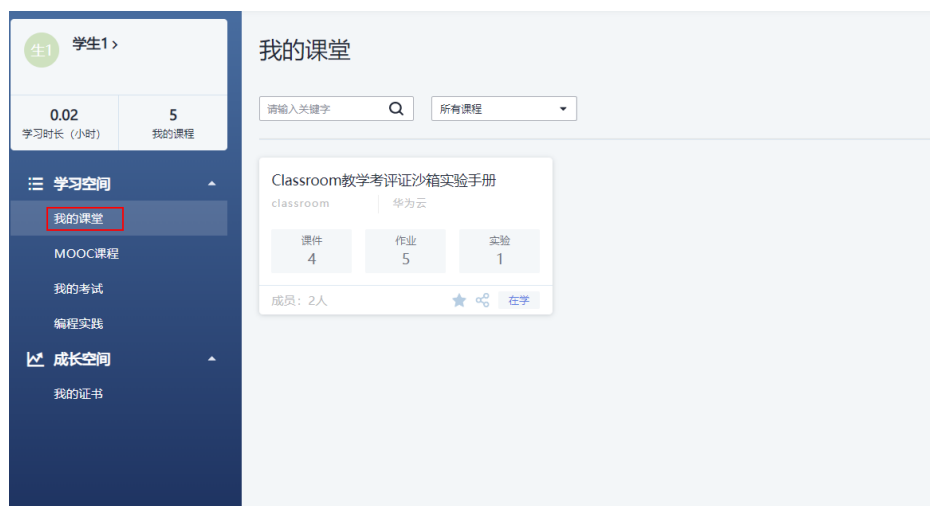 生1 学生1 >
0.02 5
学习时长（小时） 我的课程
学习空间
我的课堂
MOOC课程
我的考试
编程实践
成长空间
我的证书
我的课堂
请输入关键字 所有课程
Classroom教学考评证沙箱实验手册
classroom 华为云
课件 作业 实验
4 5 1
成员：2人 在学